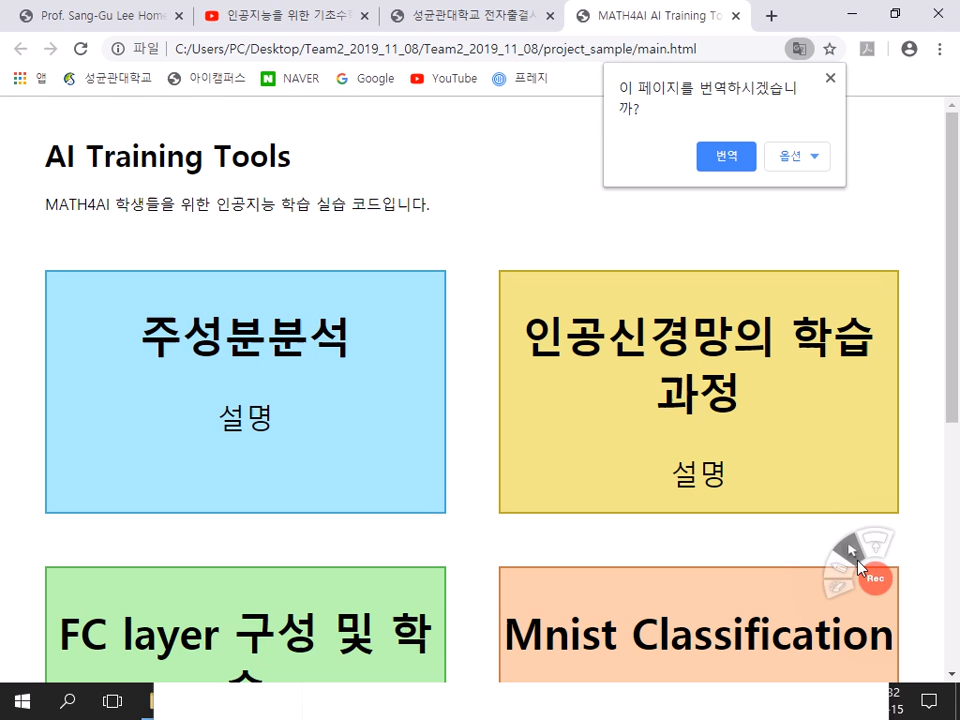 Prof. Sang-Gu Lee Hom
인공지능을 위한 기초수
성균관대학교 전자출결시
MATH4AI AI Training To
파일
C:/Users/PC/Desktop/Team2_2019_11_08/Team2_2019_11_08/project_sample/main.html
앱
성균관대학교
아이캠퍼스
NAVER
Google
YouTube
프레지
이 페이지를 번역하시겠습니
까?
번역
옵션
AI Training Tools
MATH4AI 학생들을 위한 인공지능 학습 실습 코드입니다.
주성분분석
설명
인공신경망의 학습
과정
설명
Rec
FC layer 구성 및 학
Mnist Classification
32
-15